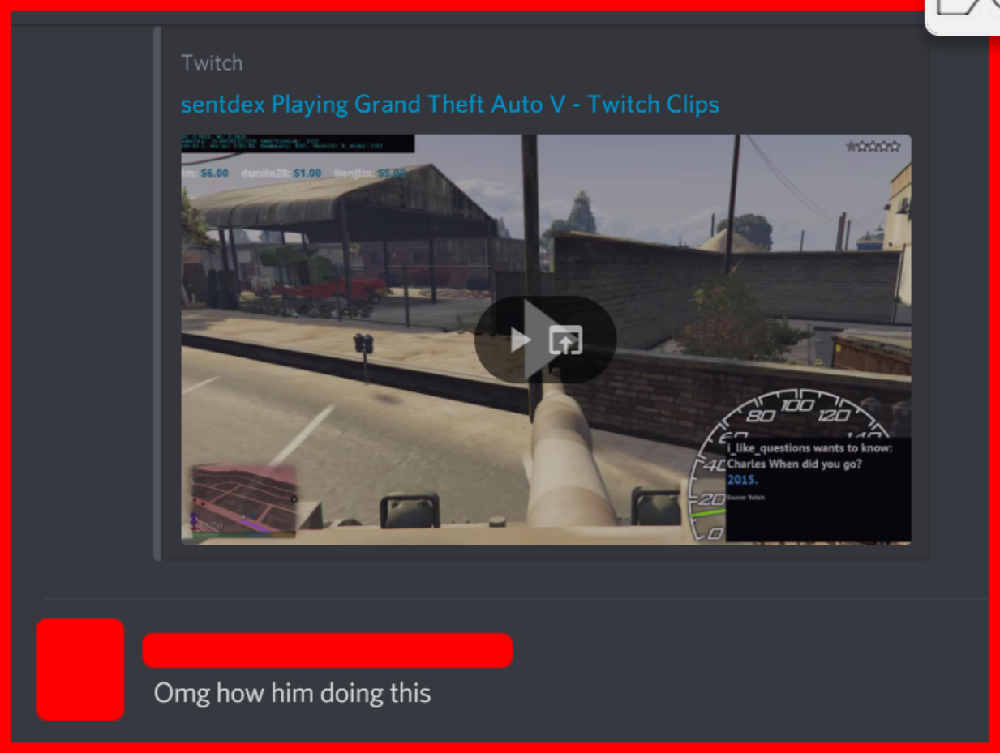 Twitch
sentdex Playing Grand Theft Auto V - Twitch Clips
im: $6.00 dunila28: $1.00 lionjim: $5.00
80 100 120
60 140
i_like_questions wants to know:
40
Charles When did you go?
2015.
20
Source: Twitch
0
Omg how him doing this